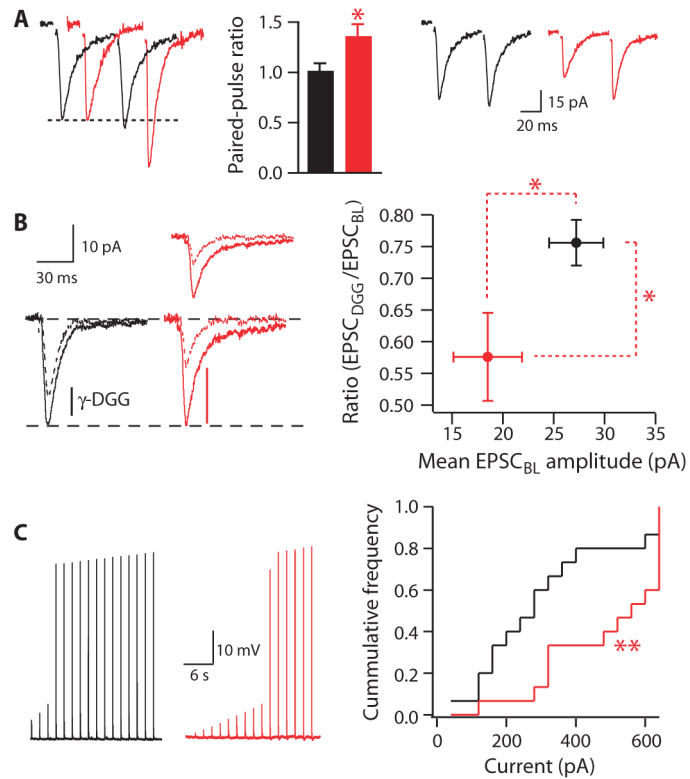 A
Paired-pulse ratio
1.5
1.0
0.5
0.0
*
15 pA
20 ms
B
10 pA
30 ms
γ-DGG
Ratio (EPSC_DGG /EPSC_BL)
0.80
0.75
0.70
0.65
0.60
0.55
0.50
*
*
15 20 25 30 35
Mean EPSC_BL amplitude (pA)
C
10 mV
6 s
Cummulative frequency
1.0
0.8
0.6
0.4
0.2
0.0
**
0 200 400 600
Current (pA)